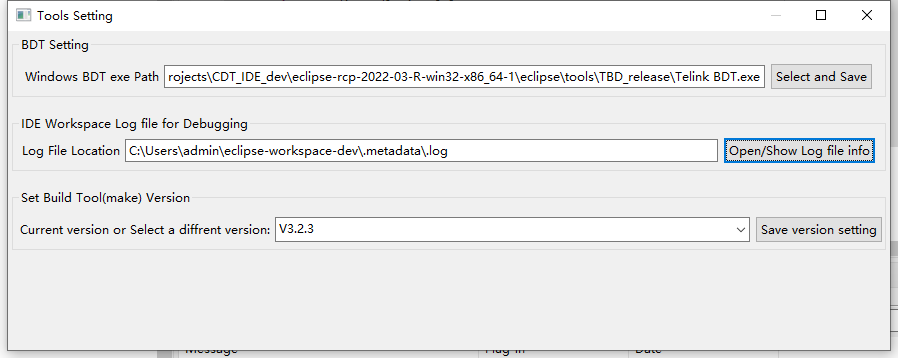 Tools Setting
BDT Setting
Windows BDT exe Path rojects\CDT_IDE_dev\eclipse-rcp-2022-03-R-win32-x86_64-1\eclipse\tools\TBD_release\Telink BDT.exe Select and Save
IDE Workspace Log file for Debugging
Log File Location C:\Users\admin\eclipse-workspace-dev\.metadata\.log Open/Show Log file info
Set Build Tool(make) Version
Current version or Select a diffrent version: V3.2.3 Save version setting
Message Plug-in Date